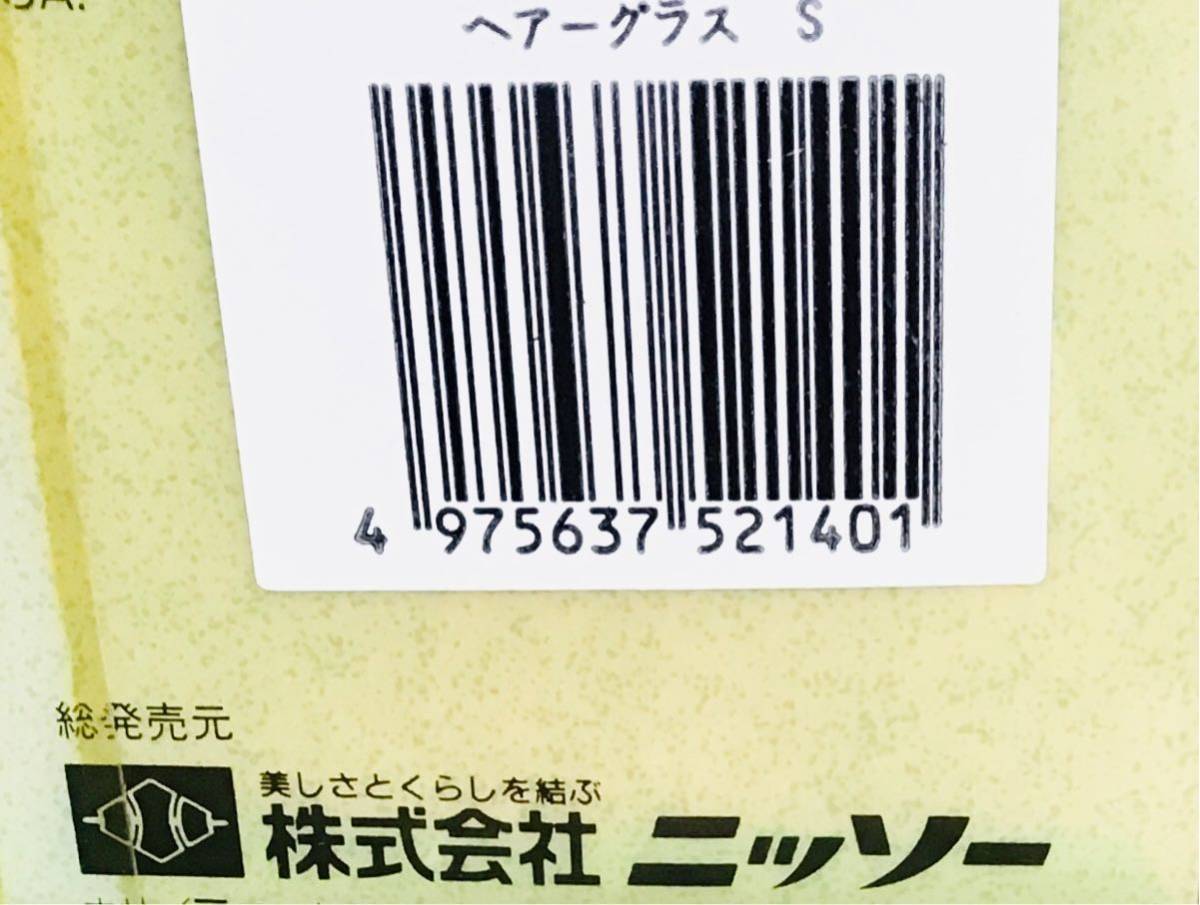 ヘアーグラス S
4 975637 521401
総発売元
美しさとくらしを結ぶ
株式会社 ニッソー